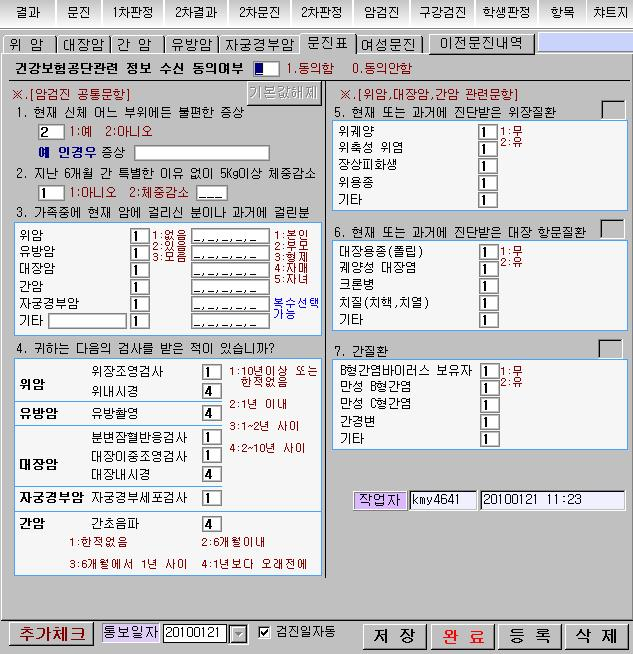 결과 문진 1차판정 2차결과 2차문진 2차판정 암검진 구강검진 학생판정 항목 챠트지
위 암 대장암 간 암 유방암 자궁경부암 문진표 여성문진 이전문진내역
건강보험공단관련 정보 수신 동의여부 1.동의함 0.동의안함
※.[암검진 공통문항] 기본값해제
1. 현재 신체 어느 부위에든 불편한 증상
2 1:예 2:아니오
예 인경우 증상
2. 지난 6개월 간 특별한 이유 없이 5Kg이상 체중감소
1 1:아니오 2:체중감소 ___
3. 가족중에 현재 암에 걸리신 분이나 과거에 걸린분
위암 1 1:없음 _,_,_,_,_ 1:본인
유방암 1 2:있음 _,_,_,_,_ 2:부모
대장암 1 3:모름 _,_,_,_,_ 3:형제
간암 1 _,_,_,_,_ 4:자매
5:자녀
자궁경부암 1 _,_,_,_,_ 복수선택
기타 1 _,_,_,_,_ 가능
4. 귀하는 다음의 검사를 받은 적이 있습니까?
위암 위장조영검사 1 1:10년이상 또는
한적없음
위내시경 4
유방암 유방촬영 4 2:1년 이내
대장암 분변잠혈반응검사 1 3:1~2년 사이
대장이중조영검사 1 4:2~10년 사이
대장내시경 4
자궁경부암 자궁경부세포검사 1
간암 간초음파 4
1:한적없음 2:6개월이내
3:6개월에서 1년 사이 4:1년보다 오래전에
※.[위암,대장암,간암 관련문항]
5. 현재 또는 과거에 진단받은 위장질환
위궤양 1 1:무
위축성 위염 1 2:유
장상피화생 1
위용종 1
기타 1
6. 현재 또는 과거에 진단받은 대장 항문질환
대장용종(폴립) 1 1:무
궤양성 대장염 1 2:유
크론병 1
치질(치핵,치열) 1
기타 1
7. 간질환
B형간염바이러스 보유자 1 1:무
만성 B형간염 1 2:유
만성 C형간염 1
간경변 1
기타 1
작업자 kmy4641 20100121 11:23
추가체크 통보일자 20100121 검진일자동 저 장 완 료 등 록 삭 제